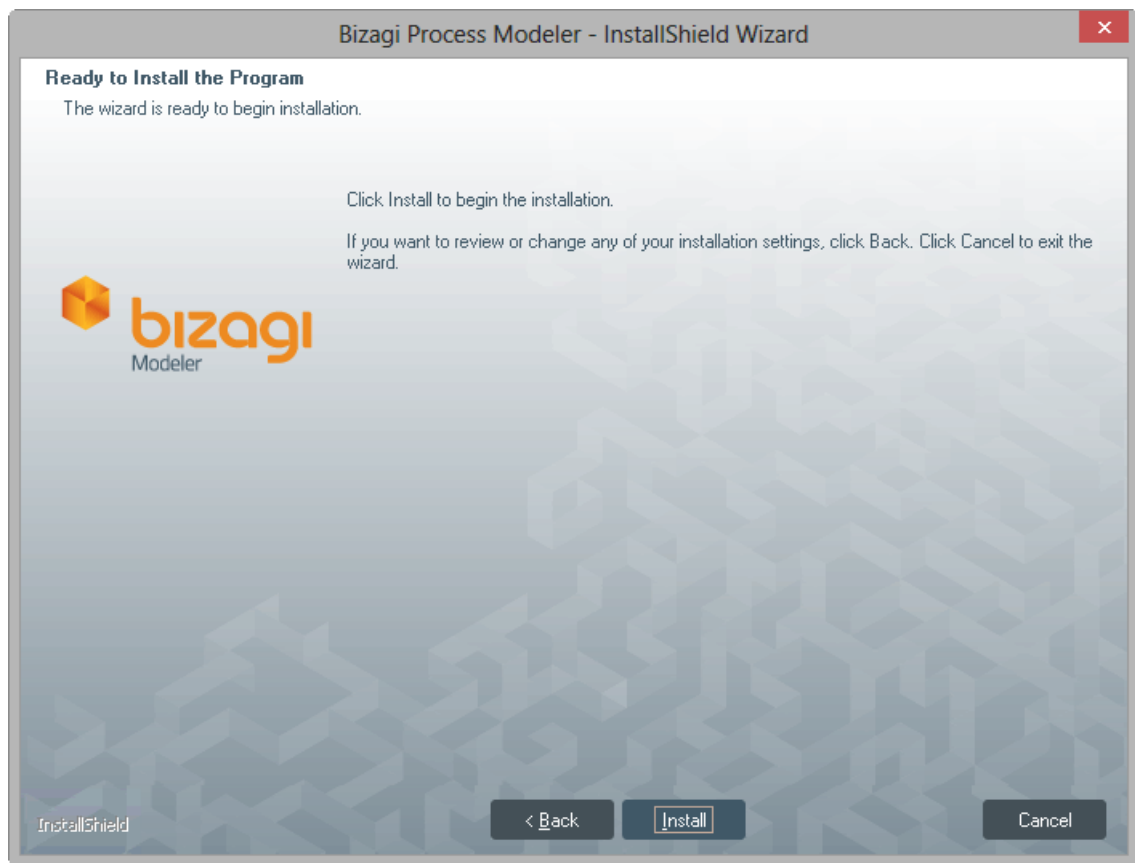 Bizagi Process Modeler - InstallShield Wizard
Ready to Install the Program
The wizard is ready to begin installation.
Click Install to begin the installation.
If you want to review or change any of your installation settings, click Back. Click Cancel to exit the
wizard.
bizagi
Modeler
InstallShield
< Back
Install
Cancel